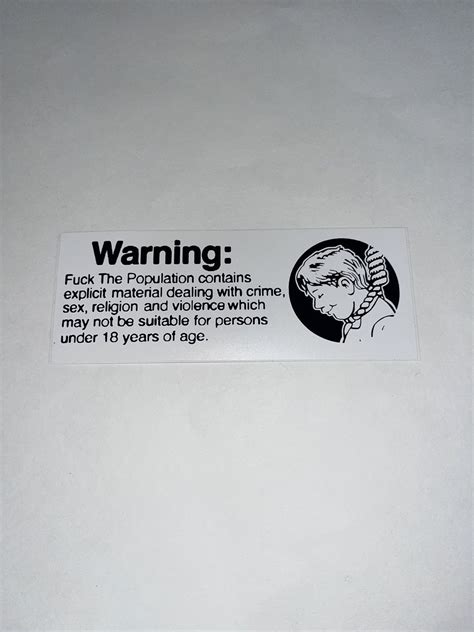 Warning:
Fuck The Population contains
explicit material dealing with crime,
sex, religion and violence which
may not be suitable for persons
under 18 years of age.